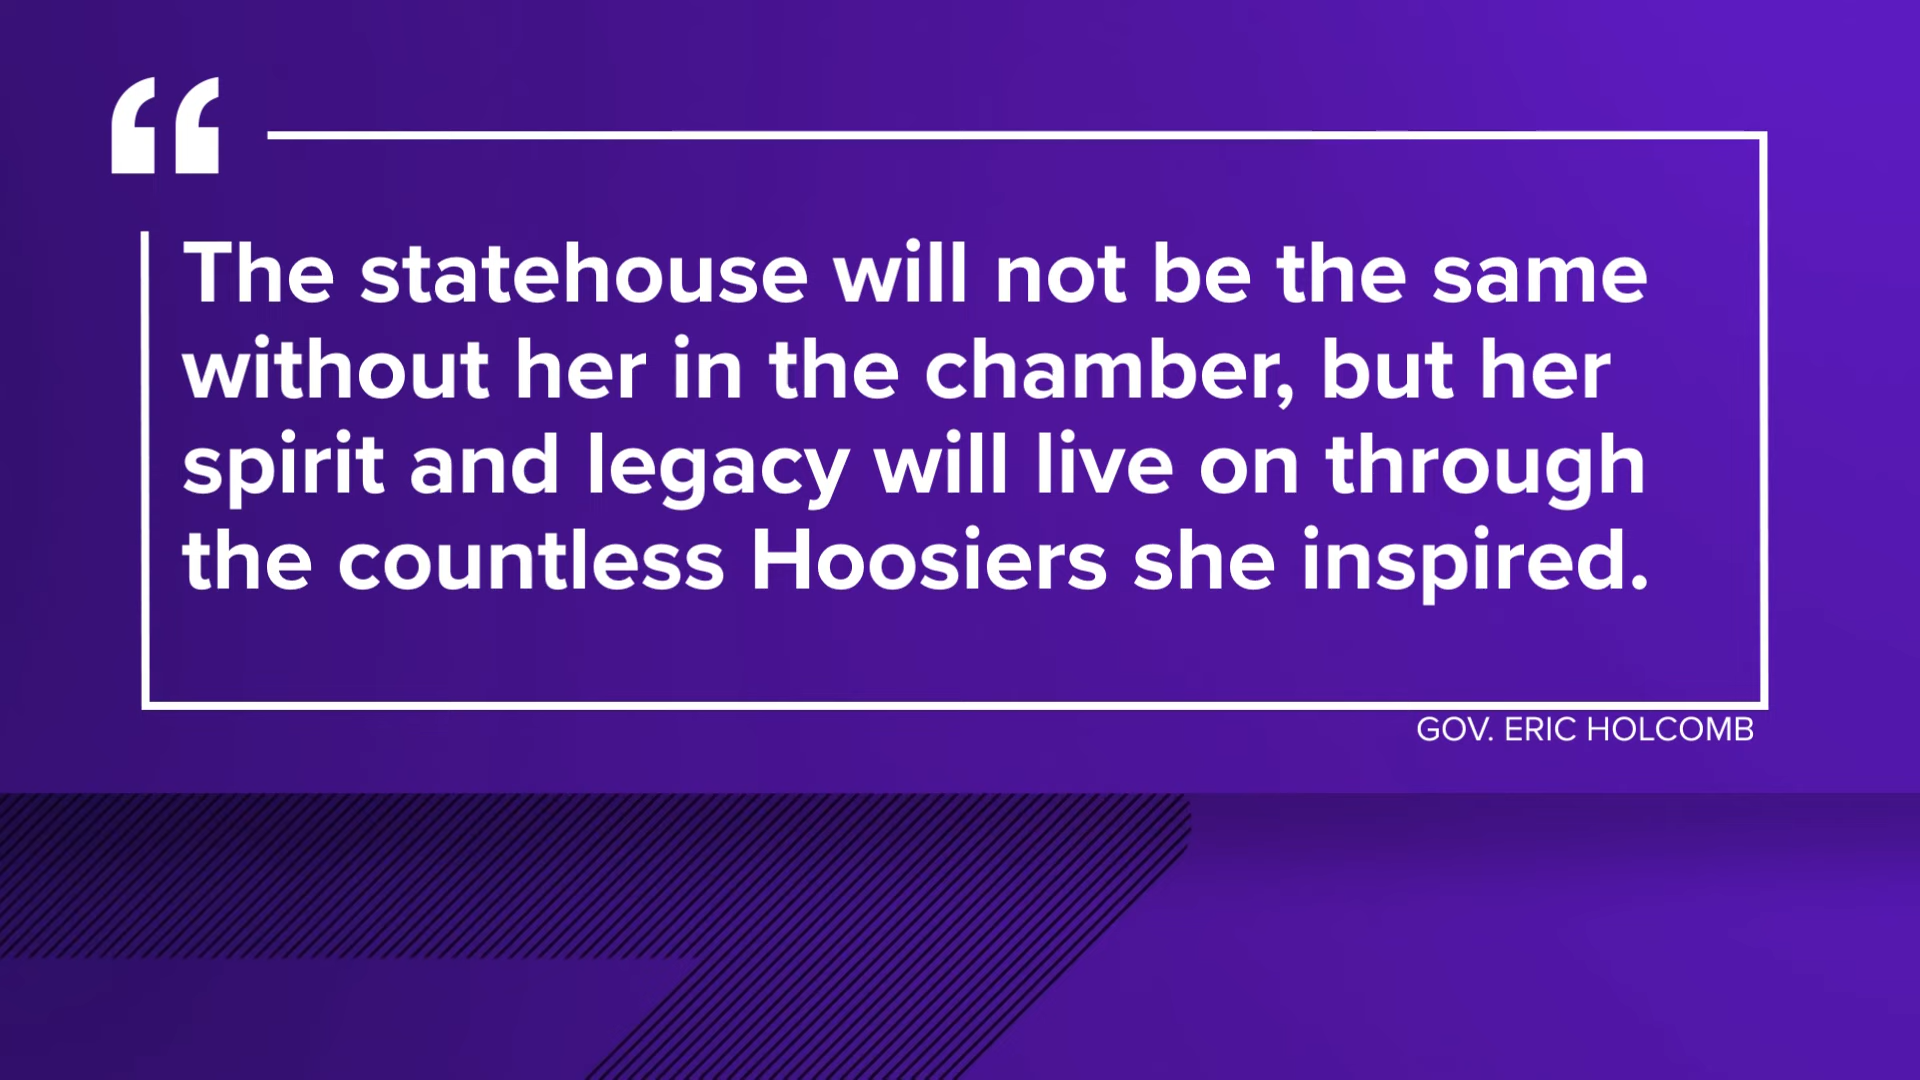 “
The statehouse will not be the same
without her in the chamber, but her
spirit and legacy will live on through
the countless Hoosiers she inspired.
GOV. ERIC HOLCOMB